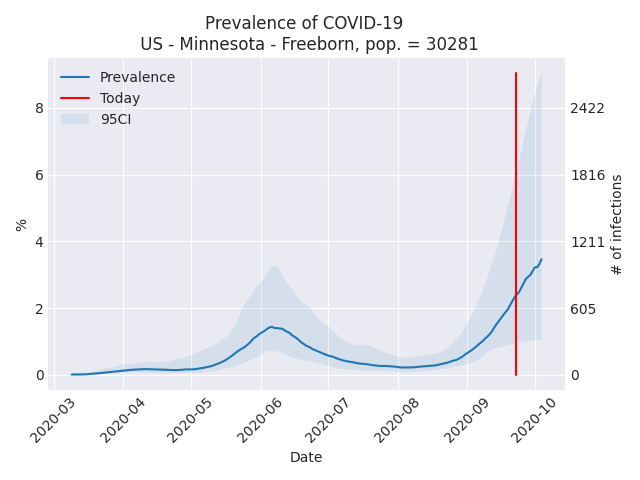 Prevalence of COVID-19
US - Minnesota - Freeborn, pop. = 30281
Prevalence
Today
95CI
8
6
4
2
0
%
2422
1816
1211
605
0
# of infections
2020-03
2020-04
2020-05
2020-06
2020-07
2020-08
2020-09
2020-10
Date